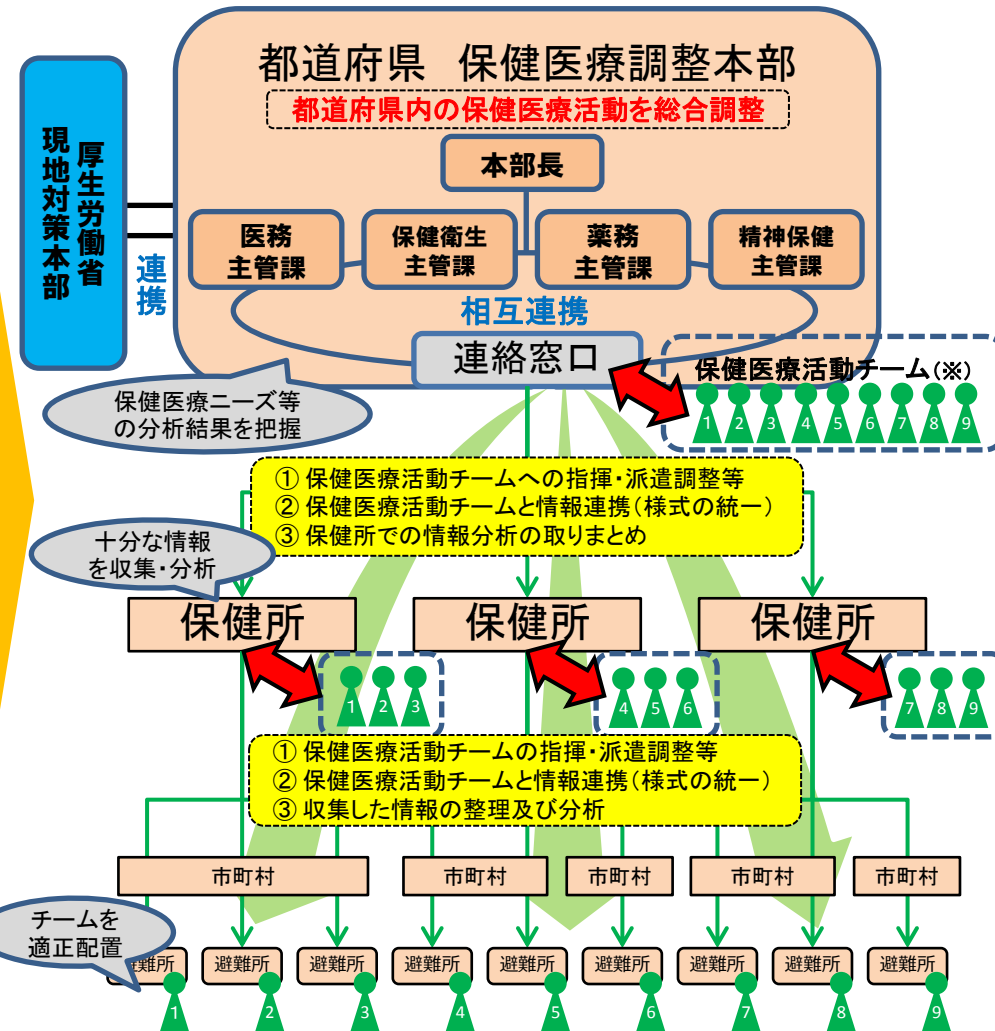 都道府県　保健医療調整本部
都道府県内の保健医療活動を総合調整
本部長
厚生労働省
現地対策本部
連携
医務
主管課
保健衛生
主管課
薬務
主管課
精神保健
主管課
相互連携
連絡窓口
保健医療活動チーム(※)
1 2 3 4 5 6 7 8 9
保健医療ニーズ等
の分析結果を把握
① 保健医療活動チームへの指揮・派遣調整等
② 保健医療活動チームと情報連携(様式の統一)
③ 保健所での情報分析の取りまとめ
十分な情報
を収集・分析
保健所 保健所 保健所
1 2 3
4 5 6
7 8 9
① 保健医療活動チームの指揮・派遣調整等
② 保健医療活動チームと情報連携(様式の統一)
③ 収集した情報の整理及び分析
市町村 市町村 市町村 市町村 市町村
チームを
適正配置
避難所 避難所 避難所 避難所 避難所 避難所 避難所 避難所 避難所
1 2 3 4 5 6 7 8 9